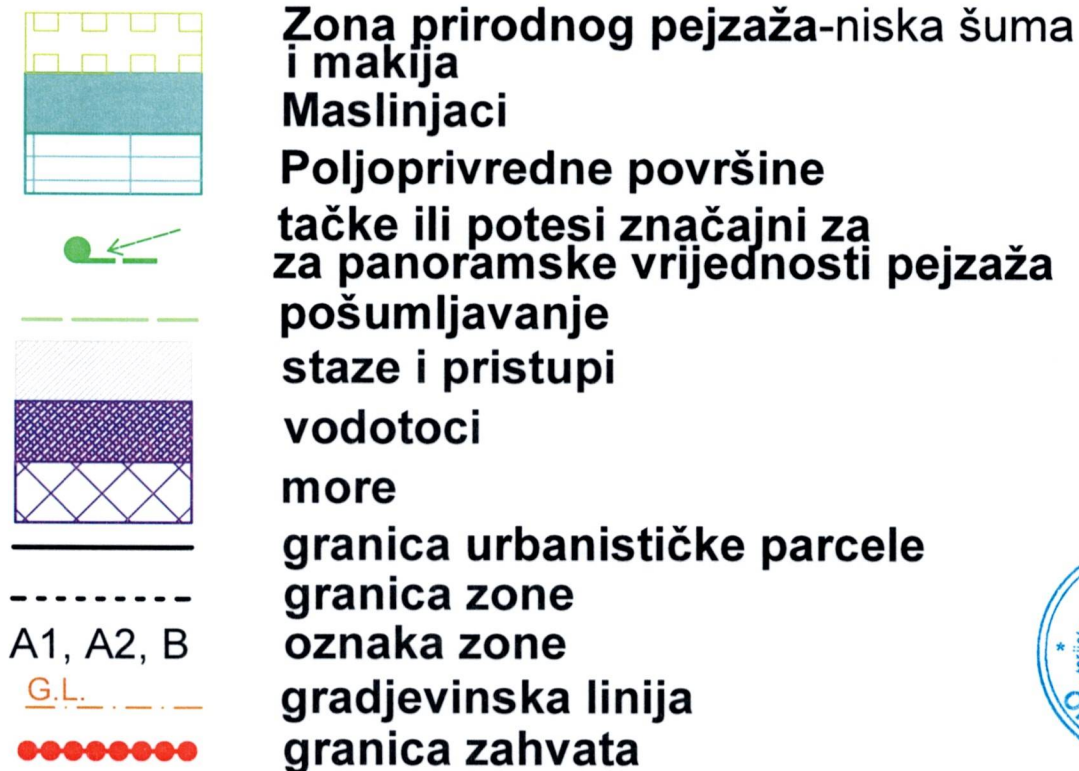 Zona prirodnog pejzaža-niska šuma
i makija
Maslinjaci
Poljoprivredne površine
tačke ili potesi značajni za
za panoramske vrijednosti pejzaža
pošumljavanje
staze i pristupi
vodotoci
more
granica urbanističke parcele
granica zone
A1, A2, B oznaka zone
G.L. gradjevinska linija
granica zahvata